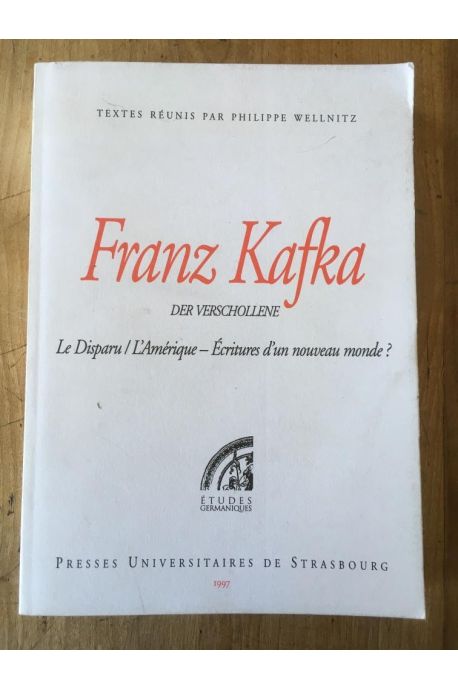 TEXTES RÉUNIS PAR PHILIPPE WELLNITZ
Franz Kafka
DER VERSCHOLLENE
Le Disparu / L'Amérique – Écritures d'un nouveau monde ?
ÉTUDES
GERMANIQUES
PRESSES UNIVERSITAIRES DE STRASBOURG
1997